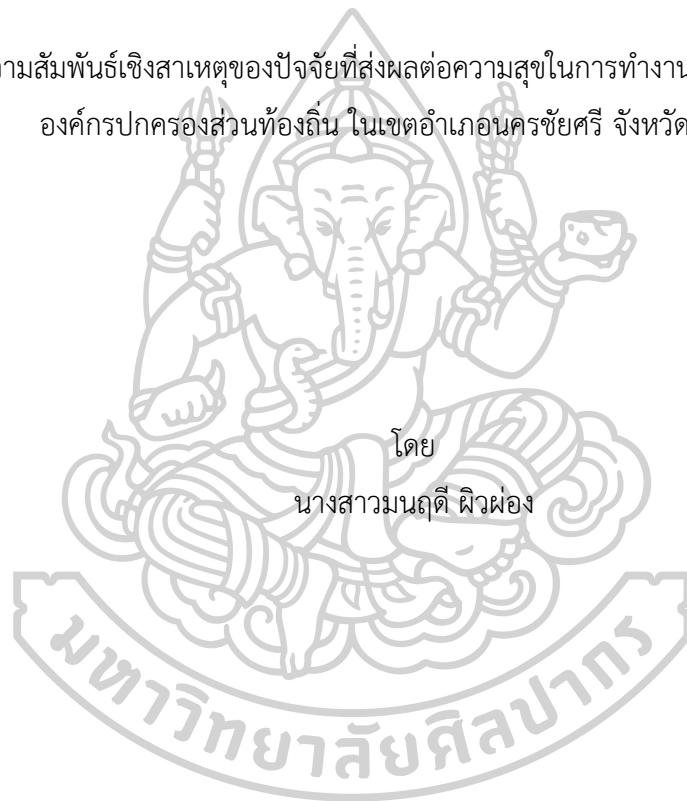 ามสัมพันธ์เชิงสาเหตุของปัจจัยที่ส่งผลต่อความสุขในการทำงาน
องค์กรปกครองส่วนท้องถิ่น ในเขตอำเภอนครชัยศรี จังหวัด
โดย
นางสาวมนฤดี ผิวผ่อง
มหาวิทยาลัยศิลปากร